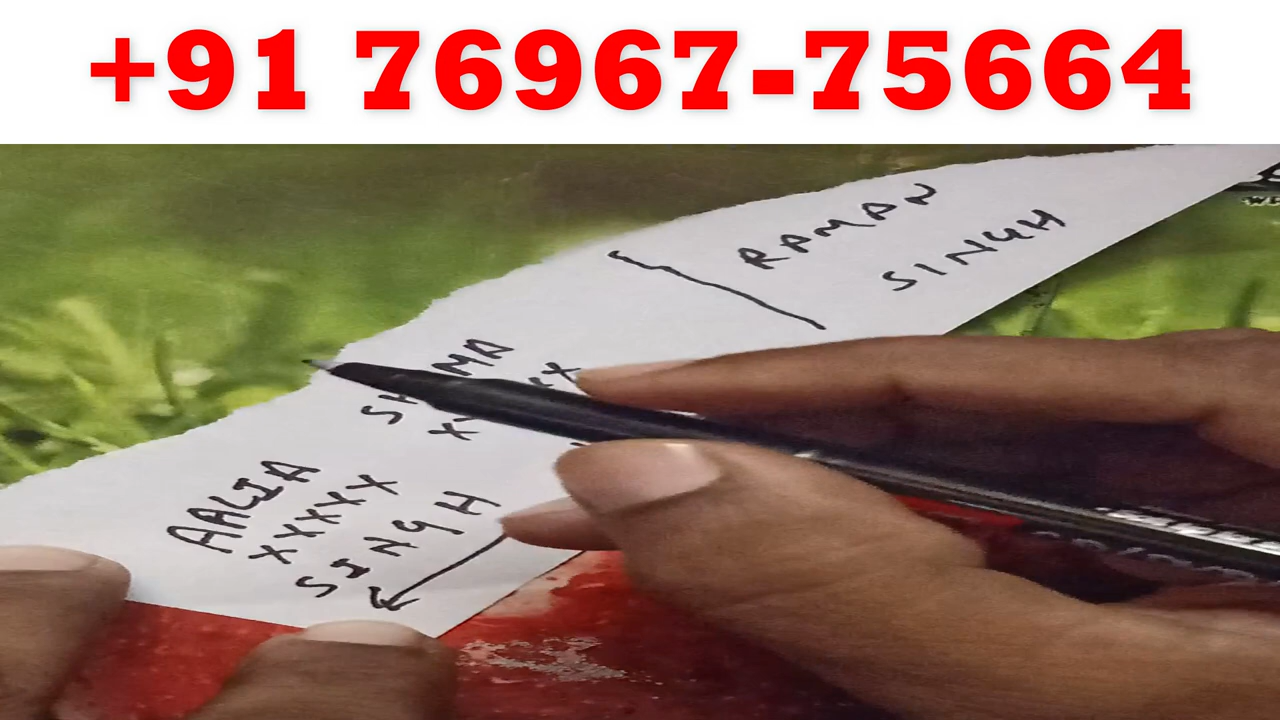 +91 76967-75664
RAMAN
SINGH
AALIA
XXXXX
SINGH